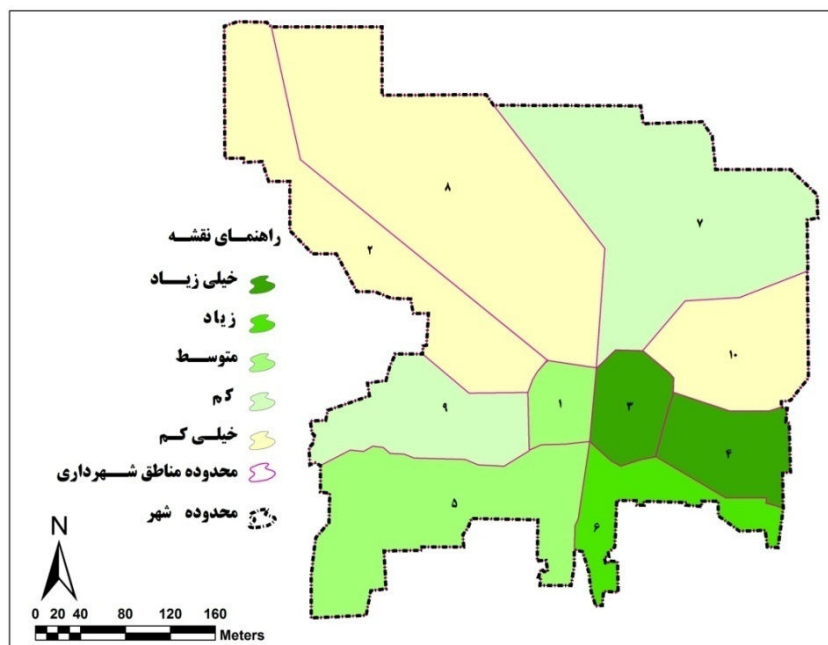 ۸
۷
۲
راهنمای نقشه
خیلی زیاد
زیاد
متوسط
کم
خیلی کم
محدوده مناطق شهرداری
محدوده شهر
۱۰
۱
۳
۹
۴
۵
۶
N
0 20 40 80 120 160
Meters